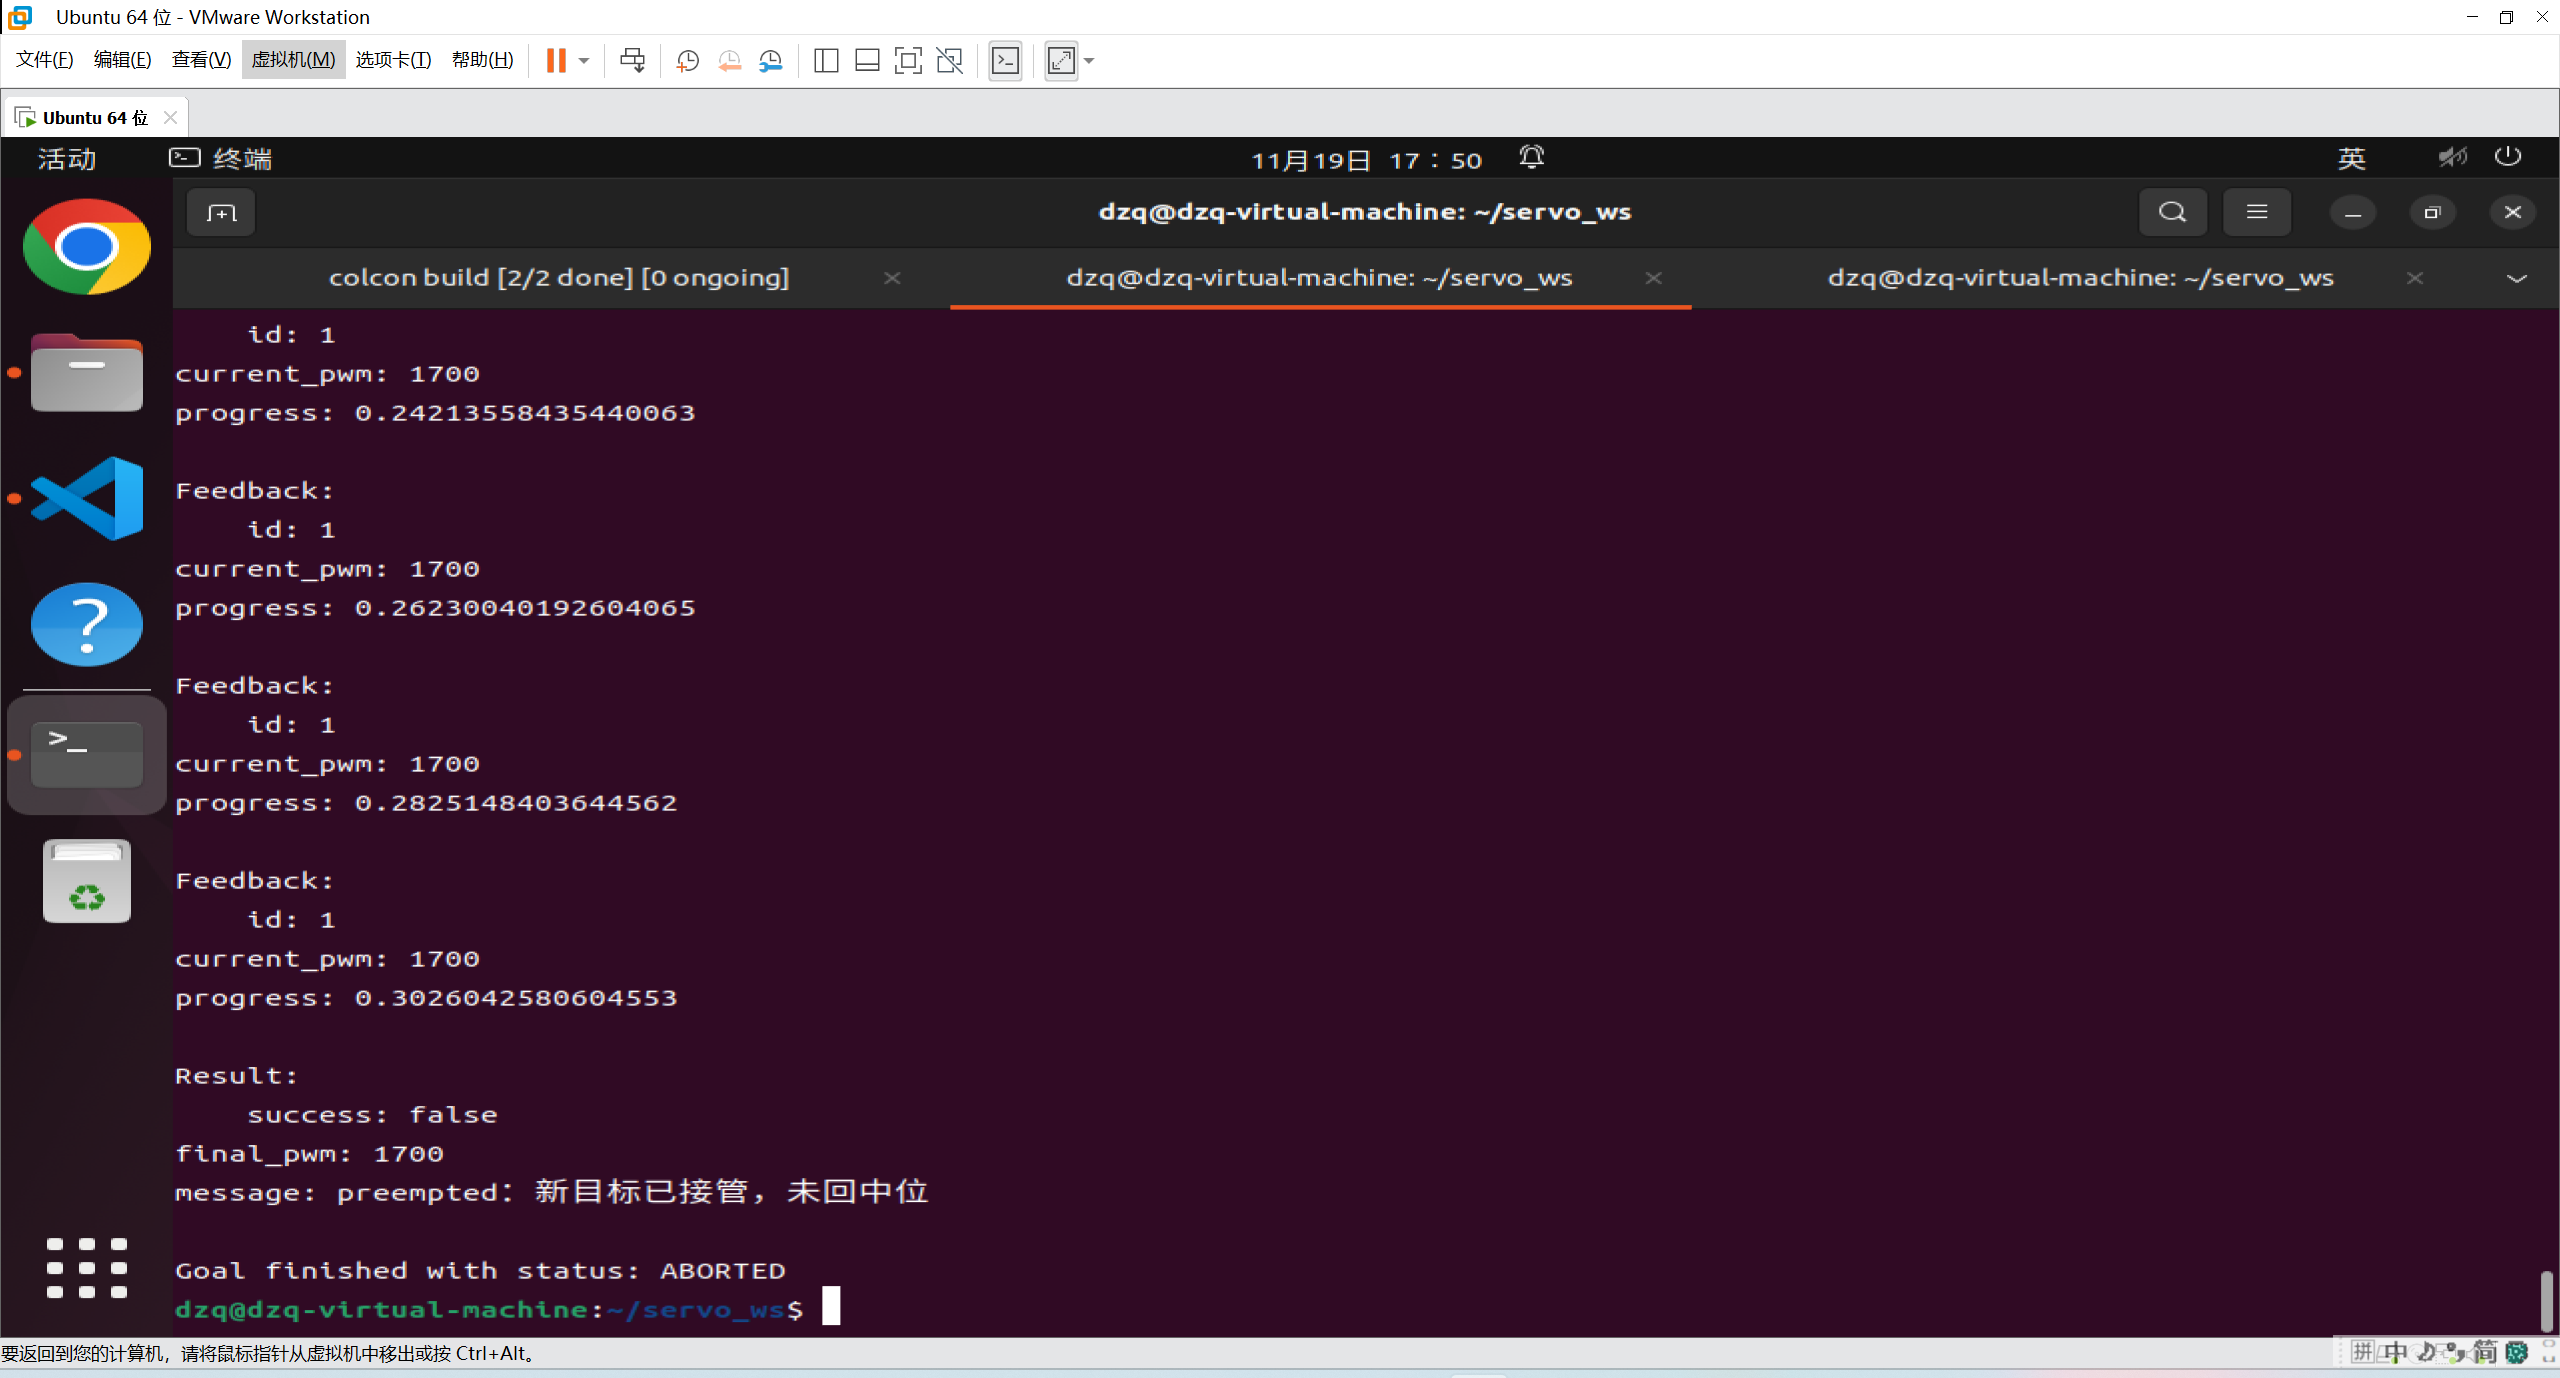 Ubuntu 64 位 - VMware Workstation
文件(F) 编辑(E) 查看(V) 虚拟机(M) 选项卡(T) 帮助(H)
Ubuntu 64 位
活动 终端 11月19日 17：50 英
dzq@dzq-virtual-machine: ~/servo_ws
colcon build [2/2 done] [0 ongoing] dzq@dzq-virtual-machine: ~/servo_ws dzq@dzq-virtual-machine: ~/servo_ws
id: 1
current_pwm: 1700
progress: 0.24213558435440063
Feedback:
id: 1
current_pwm: 1700
progress: 0.26230040192604065
Feedback:
id: 1
current_pwm: 1700
progress: 0.2825148403644562
Feedback:
id: 1
current_pwm: 1700
progress: 0.3026042580604553
Result:
success: false
final_pwm: 1700
message: preempted：新目标已接管，未回中位
Goal finished with status: ABORTED
dzq@dzq-virtual-machine:~/servo_ws$
要返回到您的计算机，请将鼠标指针从虚拟机中移出或按 Ctrl+Alt。
拼 中 简